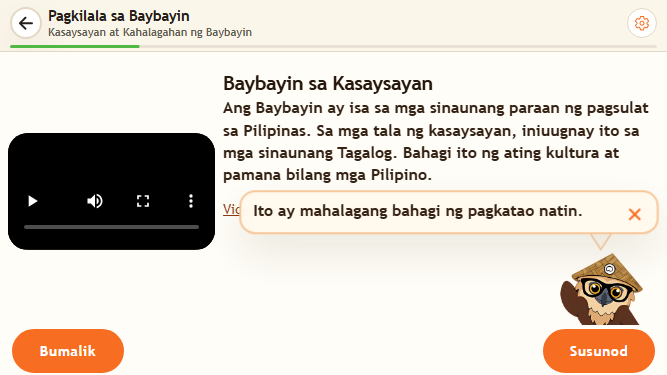 Pagkilala sa Baybayin
Kasaysayan at Kahalagahan ng Baybayin
Baybayin sa Kasaysayan
Ang Baybayin ay isa sa mga sinaunang paraan ng pagsulat
sa Pilipinas. Sa mga tala ng kasaysayan, iniuugnay ito sa
mga sinaunang Tagalog. Bahagi ito ng ating kultura at
pamana bilang mga Pilipino.
Ito ay mahalagang bahagi ng pagkatao natin.
Bumalik
Susunod